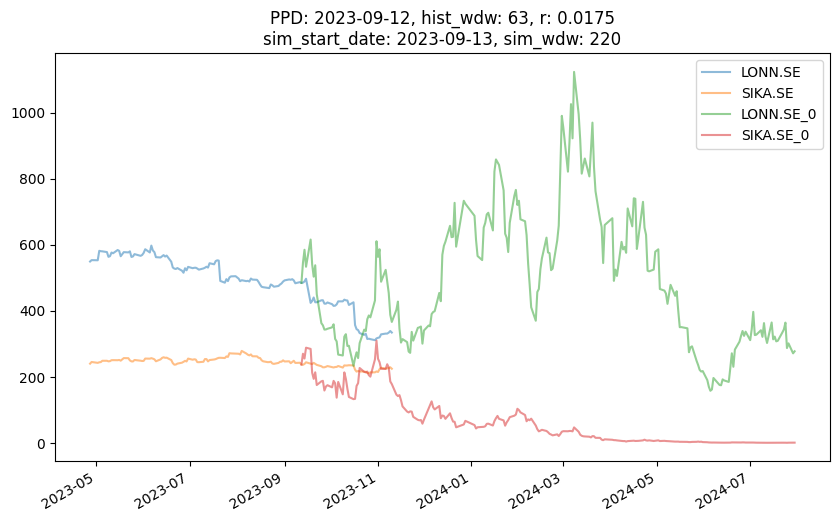 PPD: 2023-09-12, hist_wdw: 63, r: 0.0175
sim_start_date: 2023-09-13, sim_wdw: 220
LONN.SE
SIKA.SE
LONN.SE_0
SIKA.SE_0
1000
800
600
400
200
0
2023-05
2023-07
2023-09
2023-11
2024-01
2024-03
2024-05
2024-07